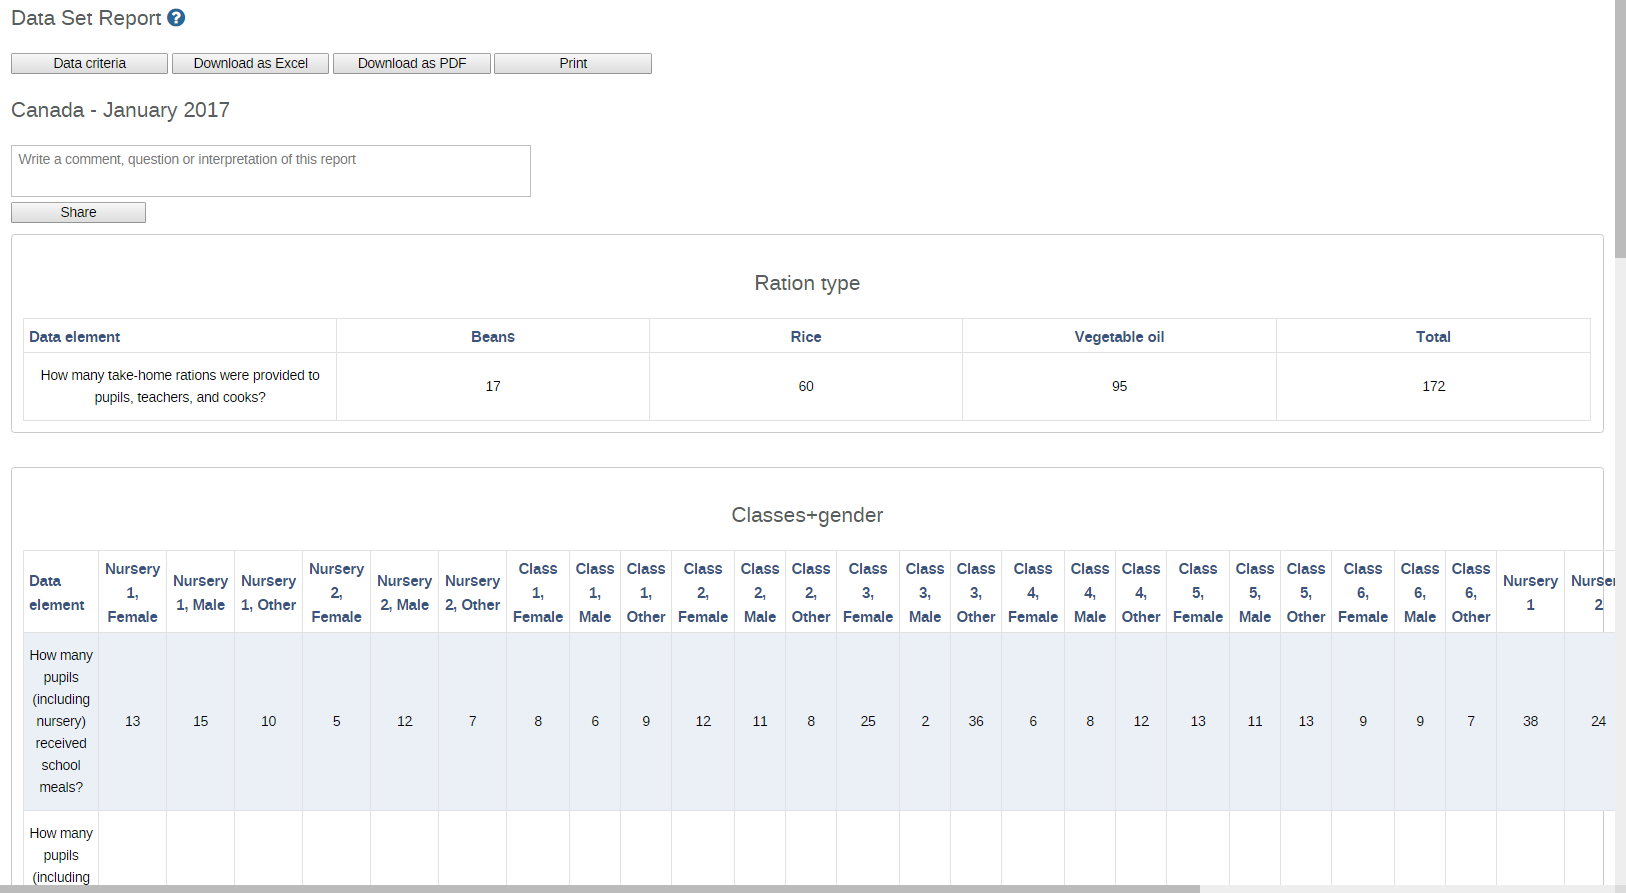 Data Set Report ?
Data criteria Download as Excel Download as PDF Print
Canada - January 2017
Write a comment, question or interpretation of this report
Share
Ration type
Data element Beans Rice Vegetable oil Total
How many take-home rations were provided to
pupils, teachers, and cooks? 17 60 95 172
Classes+gender
Data
element
Nursery
1,
Female
Nursery
1, Male
Nursery
1, Other
Nursery
2,
Female
Nursery
2, Male
Nursery
2, Other
Class
1,
Female
Class
1,
Male
Class
1,
Other
Class
2,
Female
Class
2,
Male
Class
2,
Other
Class
3,
Female
Class
3,
Male
Class
3,
Other
Class
4,
Female
Class
4,
Male
Class
4,
Other
Class
5,
Female
Class
5,
Male
Class
5,
Other
Class
6,
Female
Class
6,
Male
Class
6,
Other
Nursery
1
Nurser
2
How many
pupils
(including
nursery)
received
school
meals?
13 15 10 5 12 7 8 6 9 12 11 8 25 2 36 6 8 12 13 11 13 9 9 7 38 24
How many
pupils
(including